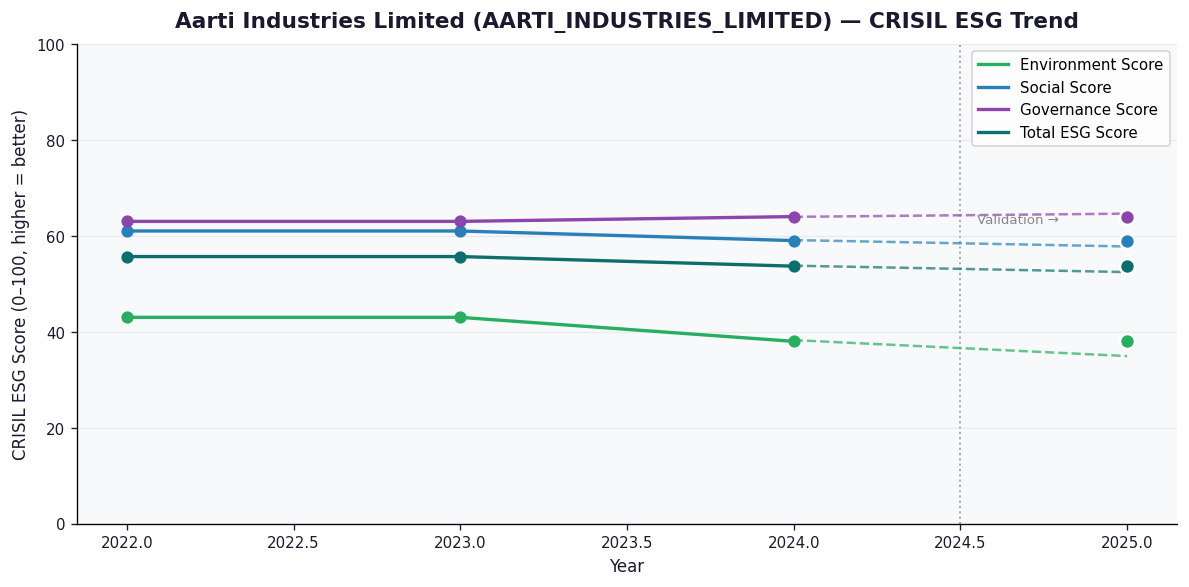 Aarti Industries Limited (AARTI_INDUSTRIES_LIMITED) — CRISIL ESG Trend
CRISIL ESG Score (0–100, higher = better)
100
80
60
40
20
0
Environment Score
Social Score
Governance Score
Total ESG Score
Validation →
2022.0 2022.5 2023.0 2023.5 2024.0 2024.5 2025.0
Year